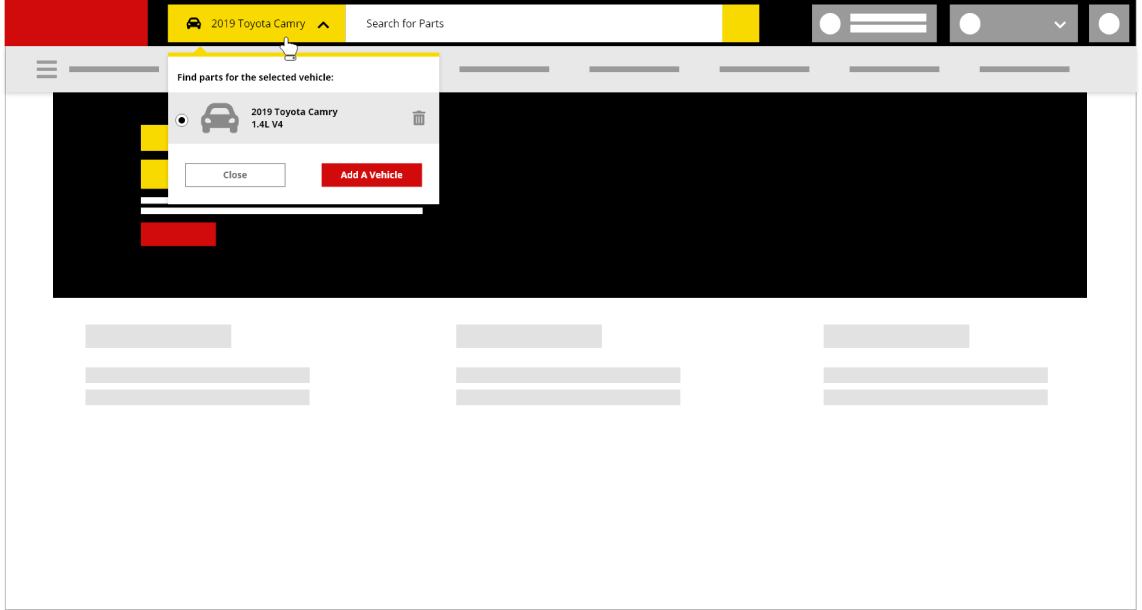 2019 Toyota Camry
Search for Parts
Find parts for the selected vehicle:
2019 Toyota Camry
1.4L V4
Close
Add A Vehicle